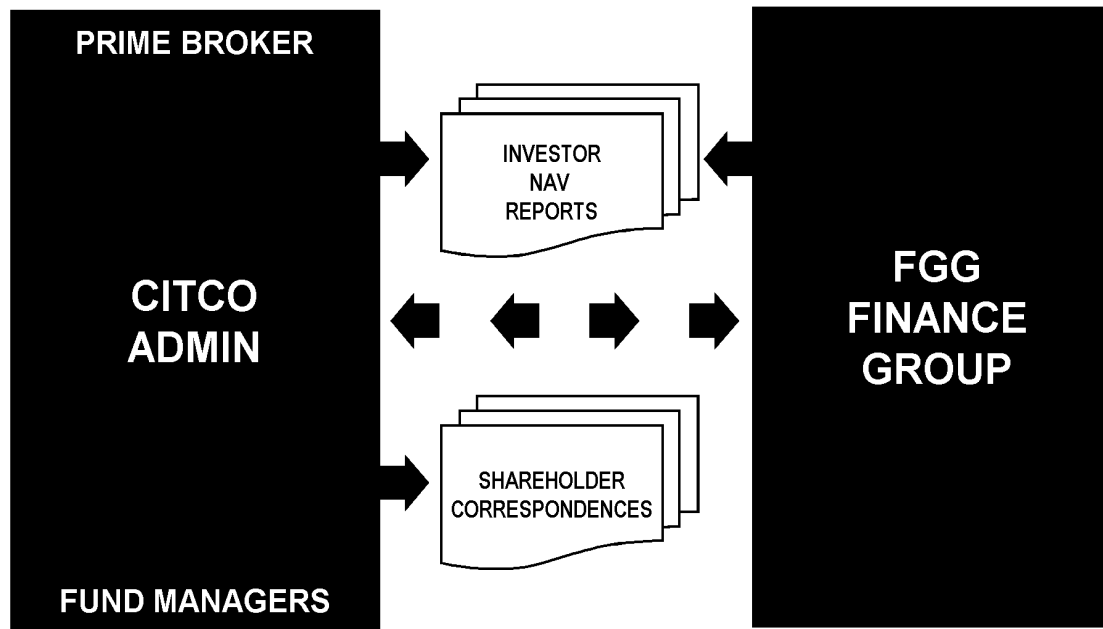 PRIME BROKER
CITCO
ADMIN
FUND MANAGERS
INVESTOR
NAV
REPORTS
SHAREHOLDER
CORRESPONDENCES
FGG
FINANCE
GROUP